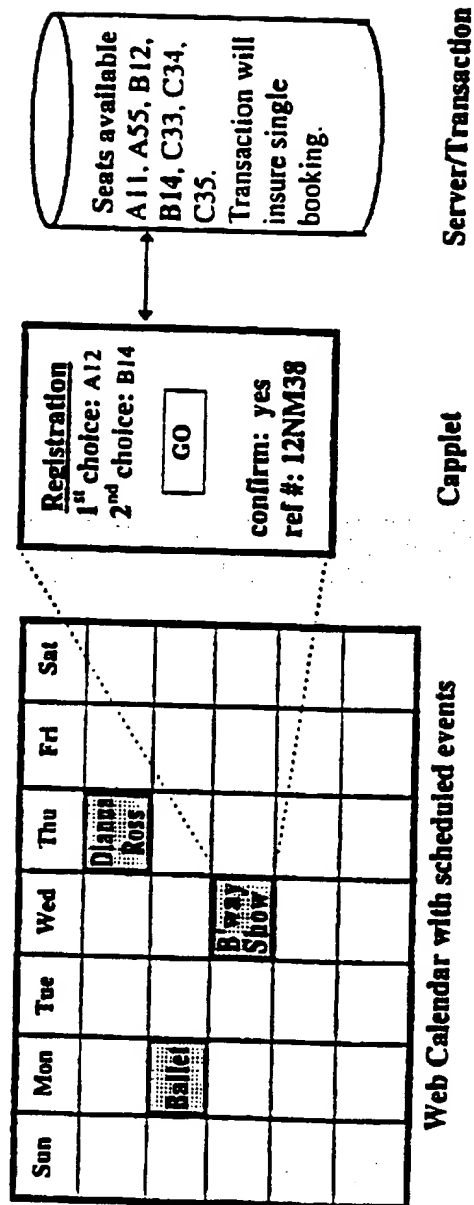 Sun Mon Tue Wed Thu Fri Sat
Dianna
Ross
Ballet
B'way
Show
Web Calendar with scheduled events
Registration
1st choice: A12
2nd choice: B14
GO
confirm: yes
ref #: 12NM38
Capplet
Seats available
A11, A55, B12,
B14, C33, C34,
C35.
Transaction will
insure single
booking.
Server/Transaction